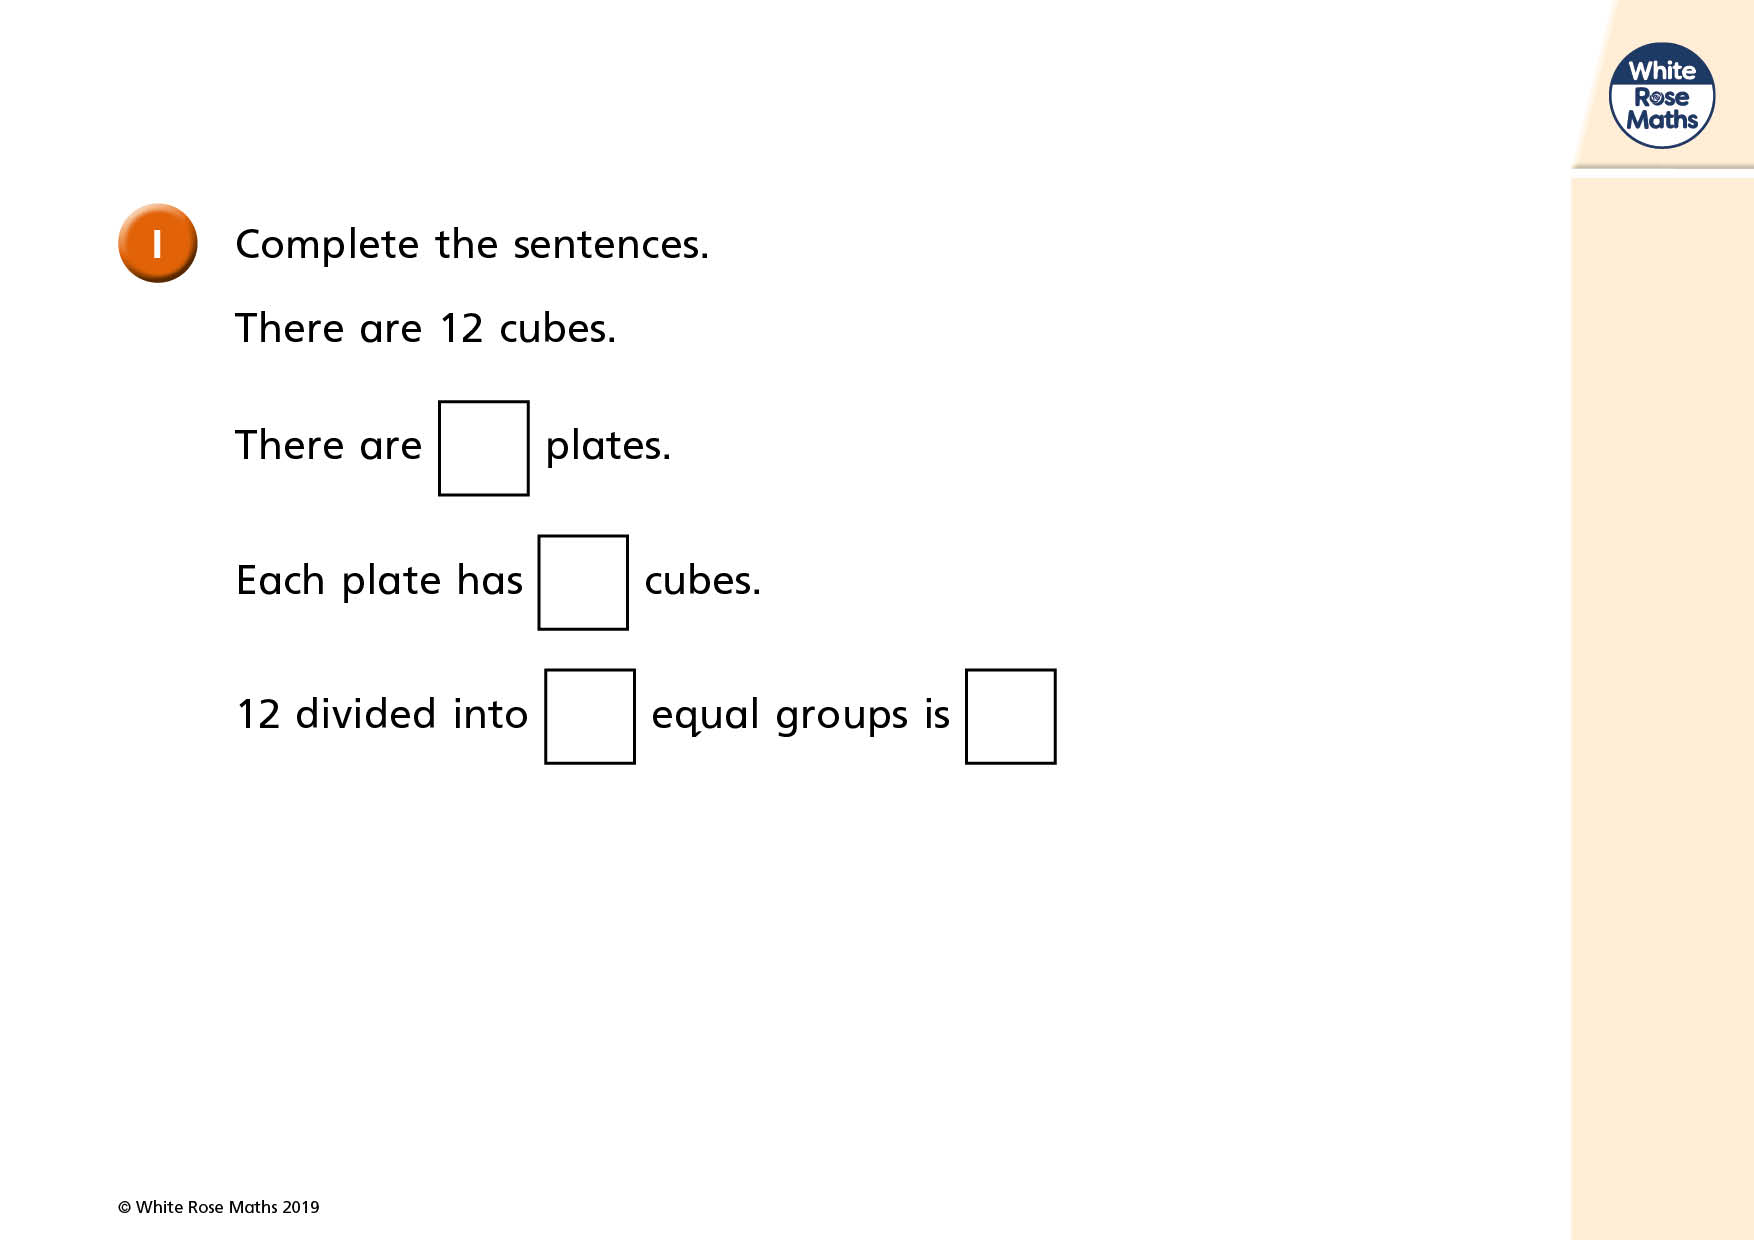 White
Rose
Maths
1 Complete the sentences.
There are 12 cubes.
There are plates.
Each plate has cubes.
12 divided into equal groups is
© White Rose Maths 2019